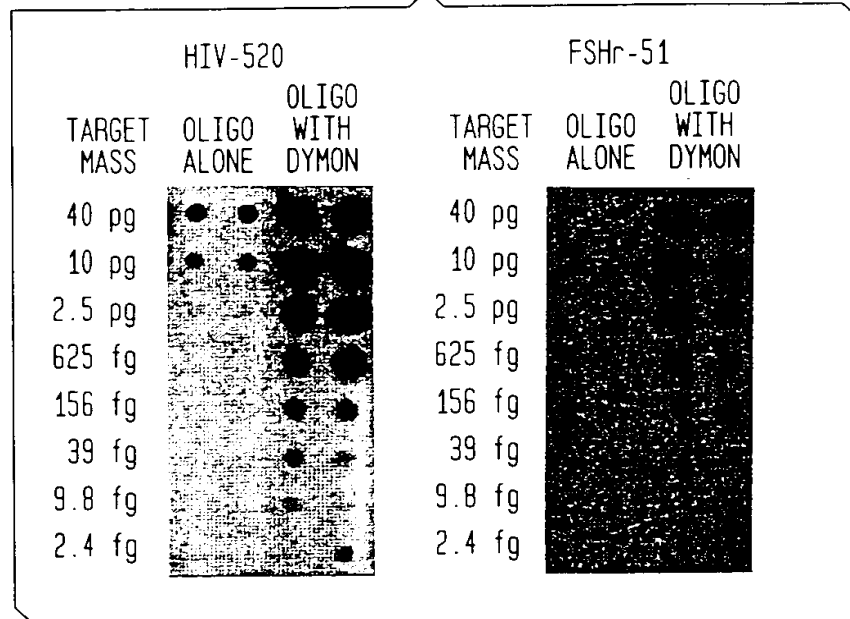 HIV-520
TARGET MASS
OLIGO ALONE
OLIGO WITH DYMON
40 pg
10 pg
2.5 pg
625 fg
156 fg
39 fg
9.8 fg
2.4 fg
FSHr-51
TARGET MASS
OLIGO ALONE
OLIGO WITH DYMON
40 pg
10 pg
2.5 pg
625 fg
156 fg
39 fg
9.8 fg
2.4 fg